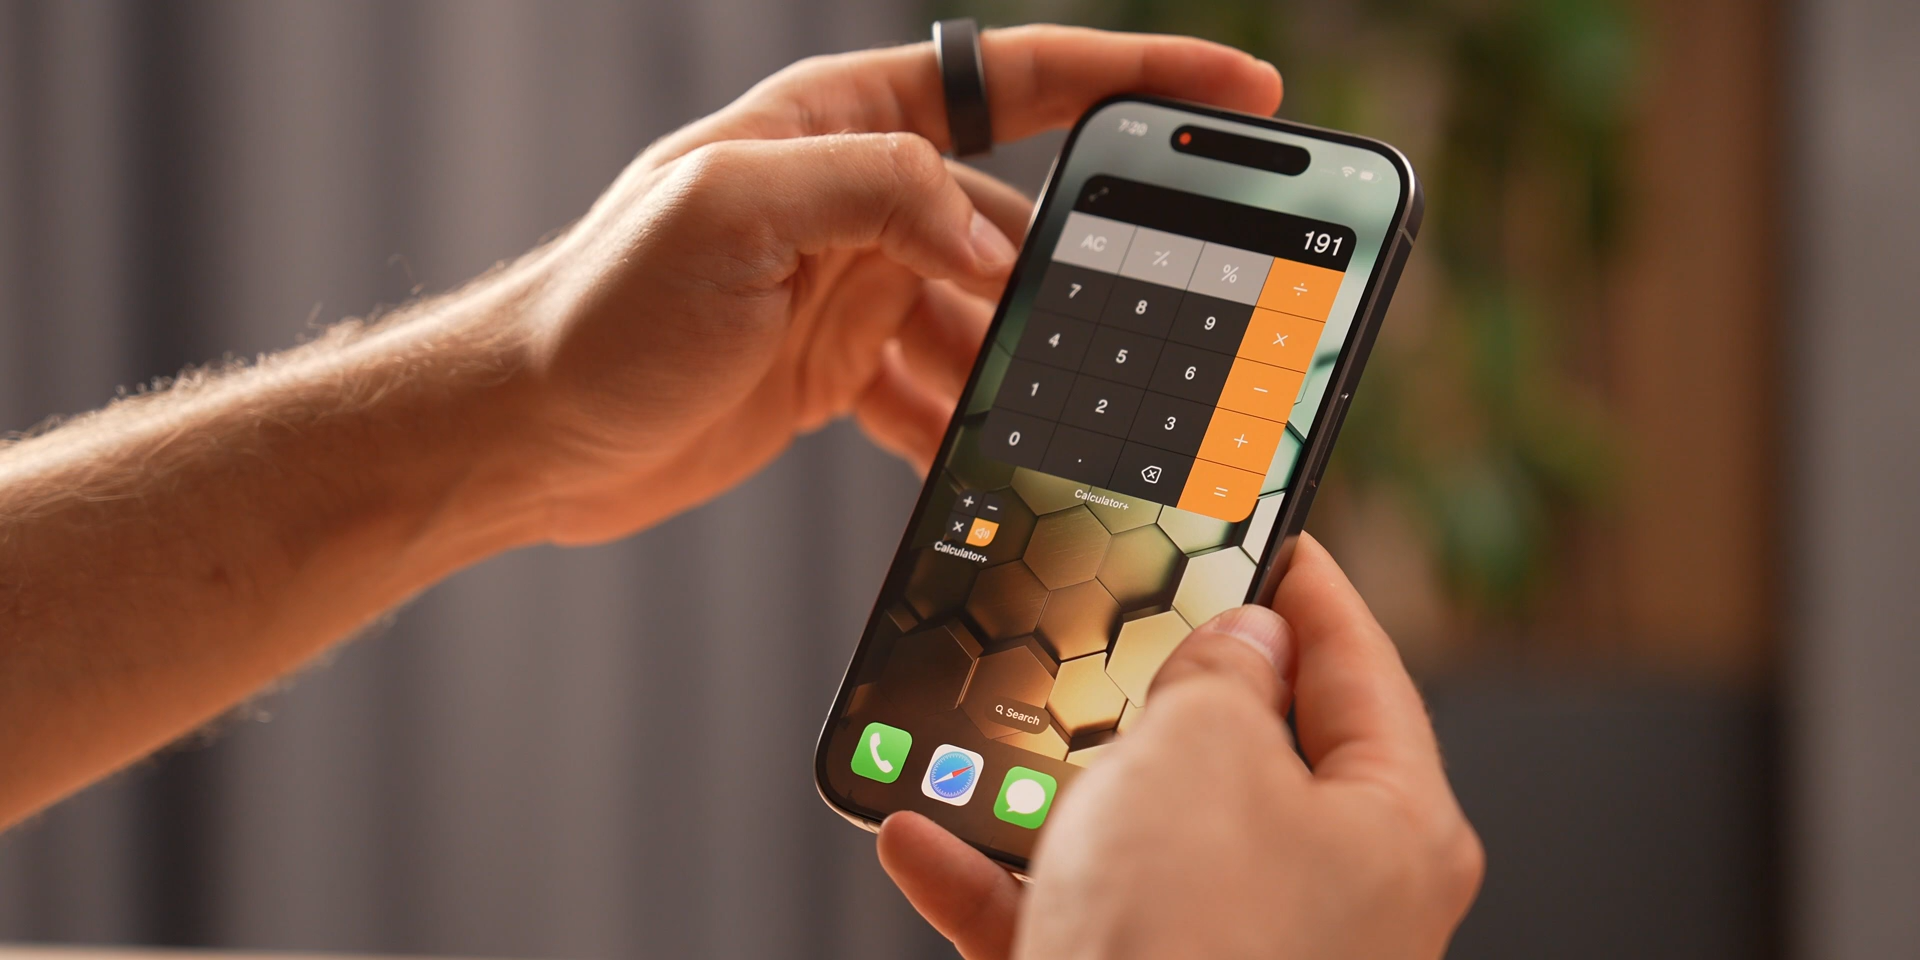 7:20
191
AC % ÷
7 8 9 ×
4 5 6 −
1 2 3 +
0 . =
Calculator+
+ −
×
Calculator+
Search